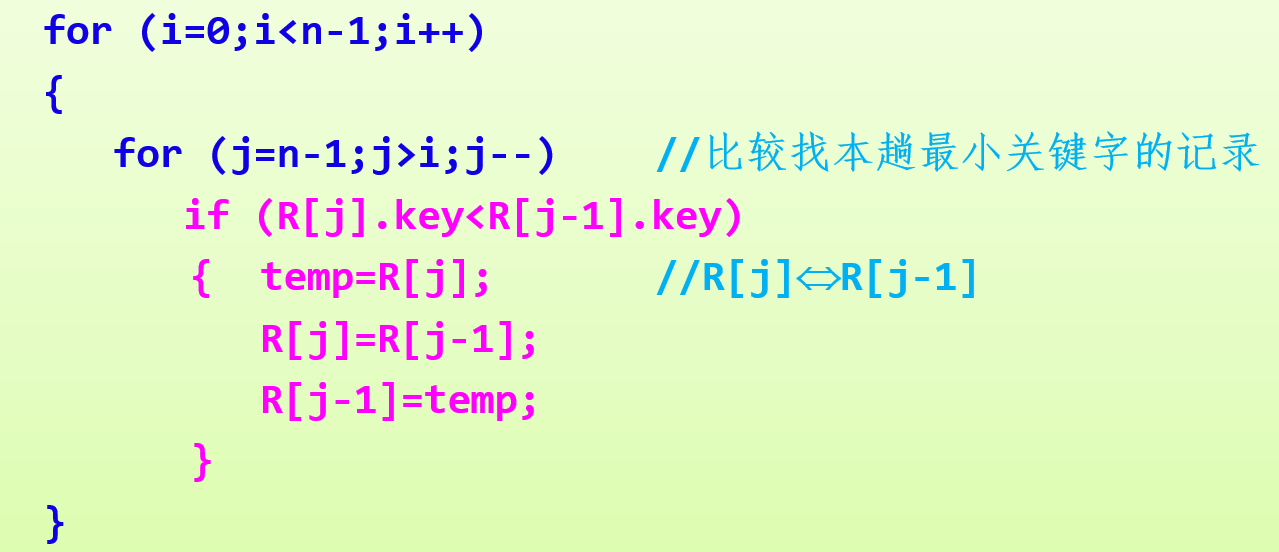 for (i=0;i<n-1;i++)
{
for (j=n-1;j>i;j--) //比较找本趟最小关键字的记录
if (R[j].key<R[j-1].key)
{ temp=R[j]; //R[j]⇔R[j-1]
R[j]=R[j-1];
R[j-1]=temp;
}
}